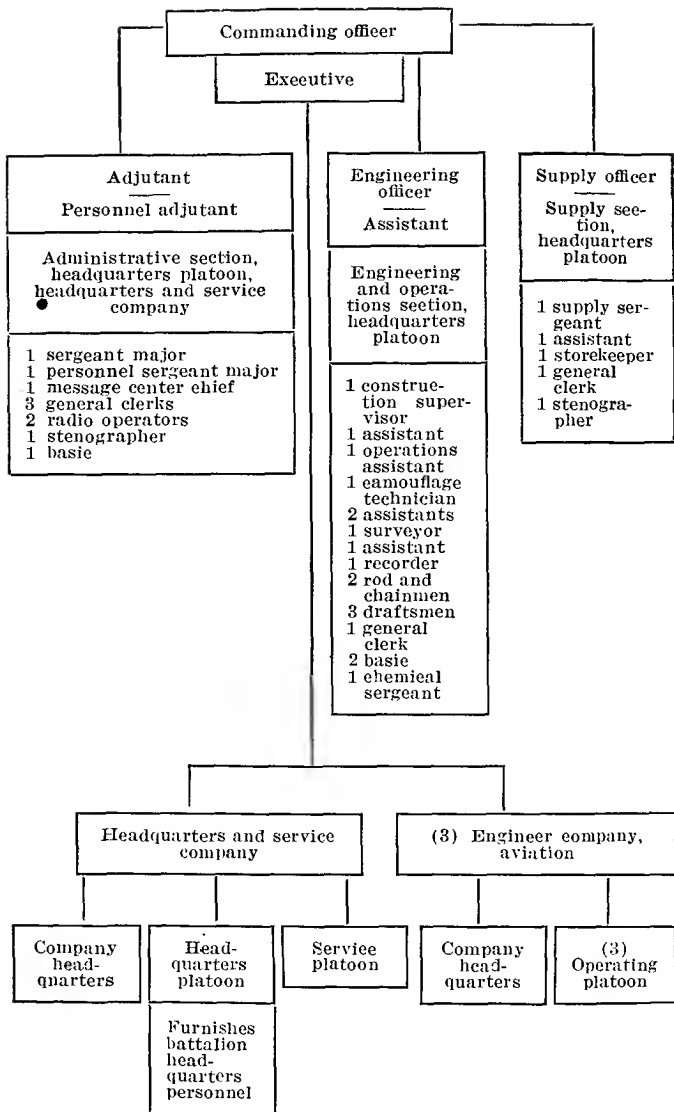 Commanding officer
Executive
Adjutant
Personnel adjutant
Administrative section,
headquarters platoon,
headquarters and service
company
1 sergeant major
1 personnel sergeant major
1 message center chief
3 general clerks
2 radio operators
1 stenographer
1 basic
Engineering
officer
Assistant
Engineering
and opera-
tions section,
headquarters
platoon
1 construction super-
visor
1 assistant
1 operations
assistant
1 camouflage
technician
2 assistants
1 surveyor
1 assistant
1 recorder
2 rod and
chainmen
3 draftsmen
1 general
clerk
2 basic
1 chemical
sergeant
Supply officer
Supply sec-
tion,
headquarters
platoon
1 supply ser-
geant
1 assistant
1 storekeeper
1 general
clerk
1 stenogra-
pher
Headquarters and service
company
(3) Engineer company,
aviation
Company
head-
quarters
Head-
quarters
platoon
Service
platoon
Company
head-
quarters
(3)
Operating
platoon
Furnishes
battalion
head-
quarters
personnel